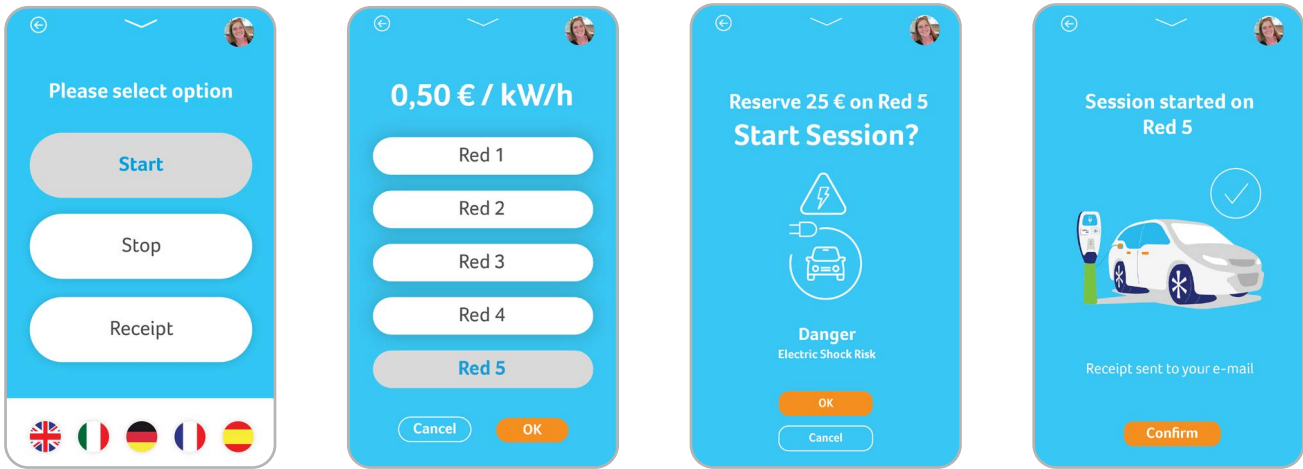 Please select option
Start
Stop
Receipt
0,50 € / kW/h
Red 1
Red 2
Red 3
Red 4
Red 5
Cancel
OK
Reserve 25 € on Red 5
Start Session?
Danger
Electric Shock Risk
OK
Cancel
Session started on
Red 5
Receipt sent to your e-mail
Confirm